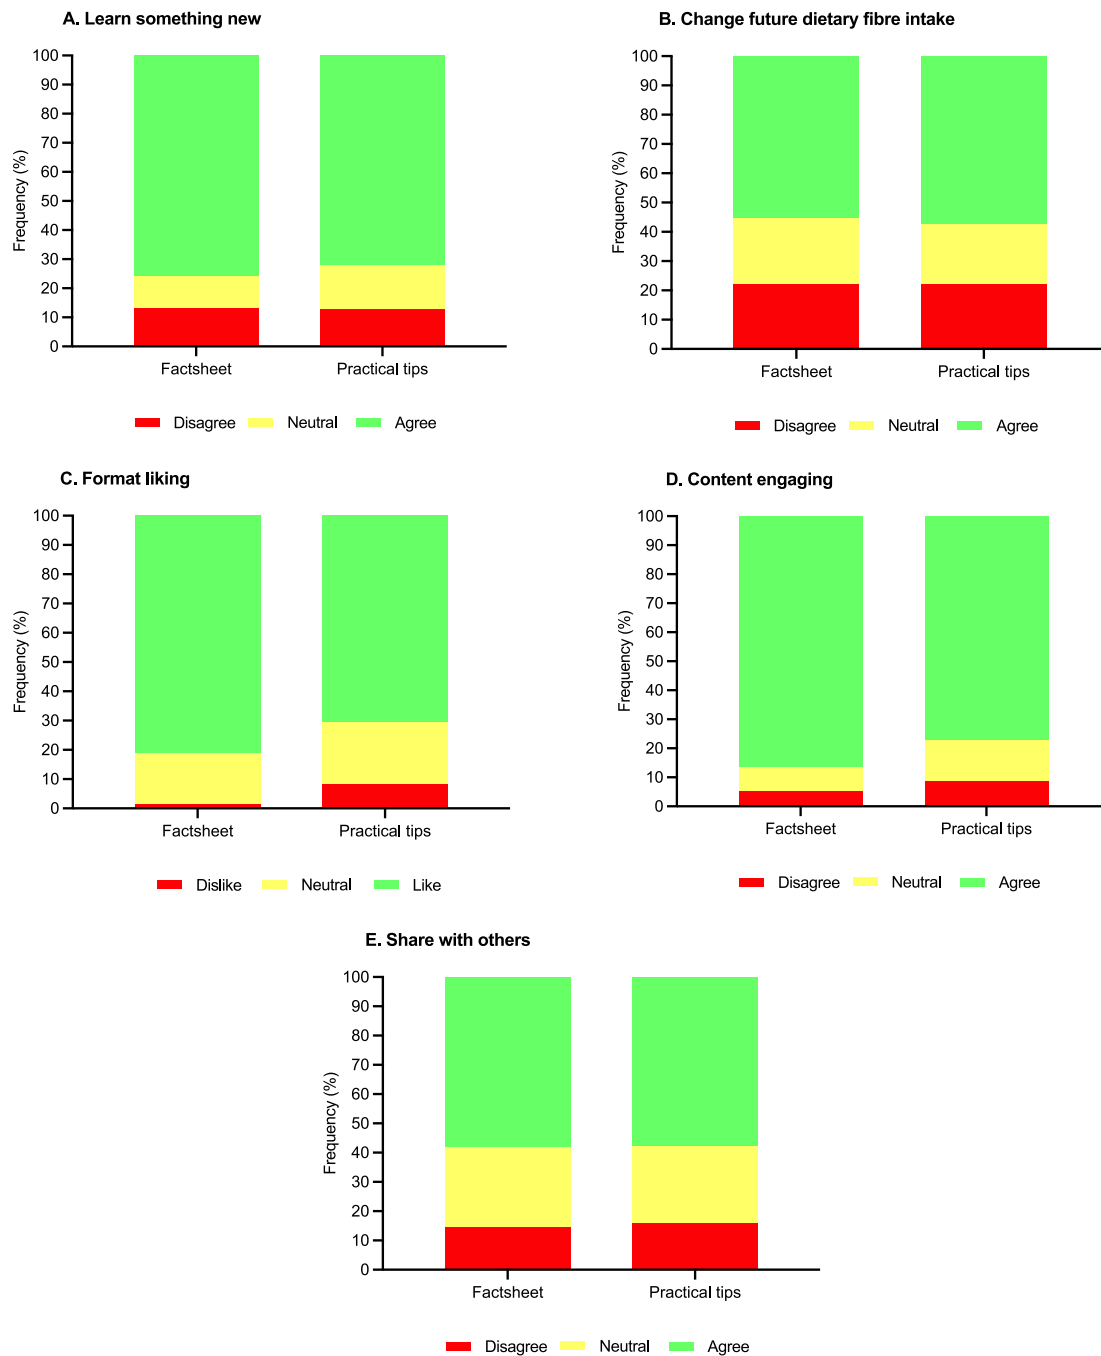 A. Learn something new
Frequency (%)
100
90
80
70
60
50
40
30
20
10
0
Factsheet Practical tips
Disagree Neutral Agree
B. Change future dietary fibre intake
Frequency (%)
100
90
80
70
60
50
40
30
20
10
0
Factsheet Practical tips
Disagree Neutral Agree
C. Format liking
Frequency (%)
100
90
80
70
60
50
40
30
20
10
0
Factsheet Practical tips
Dislike Neutral Like
D. Content engaging
Frequency (%)
100
90
80
70
60
50
40
30
20
10
0
Factsheet Practical tips
Disagree Neutral Agree
E. Share with others
Frequency (%)
100
90
80
70
60
50
40
30
20
10
0
Factsheet Practical tips
Disagree Neutral Agree